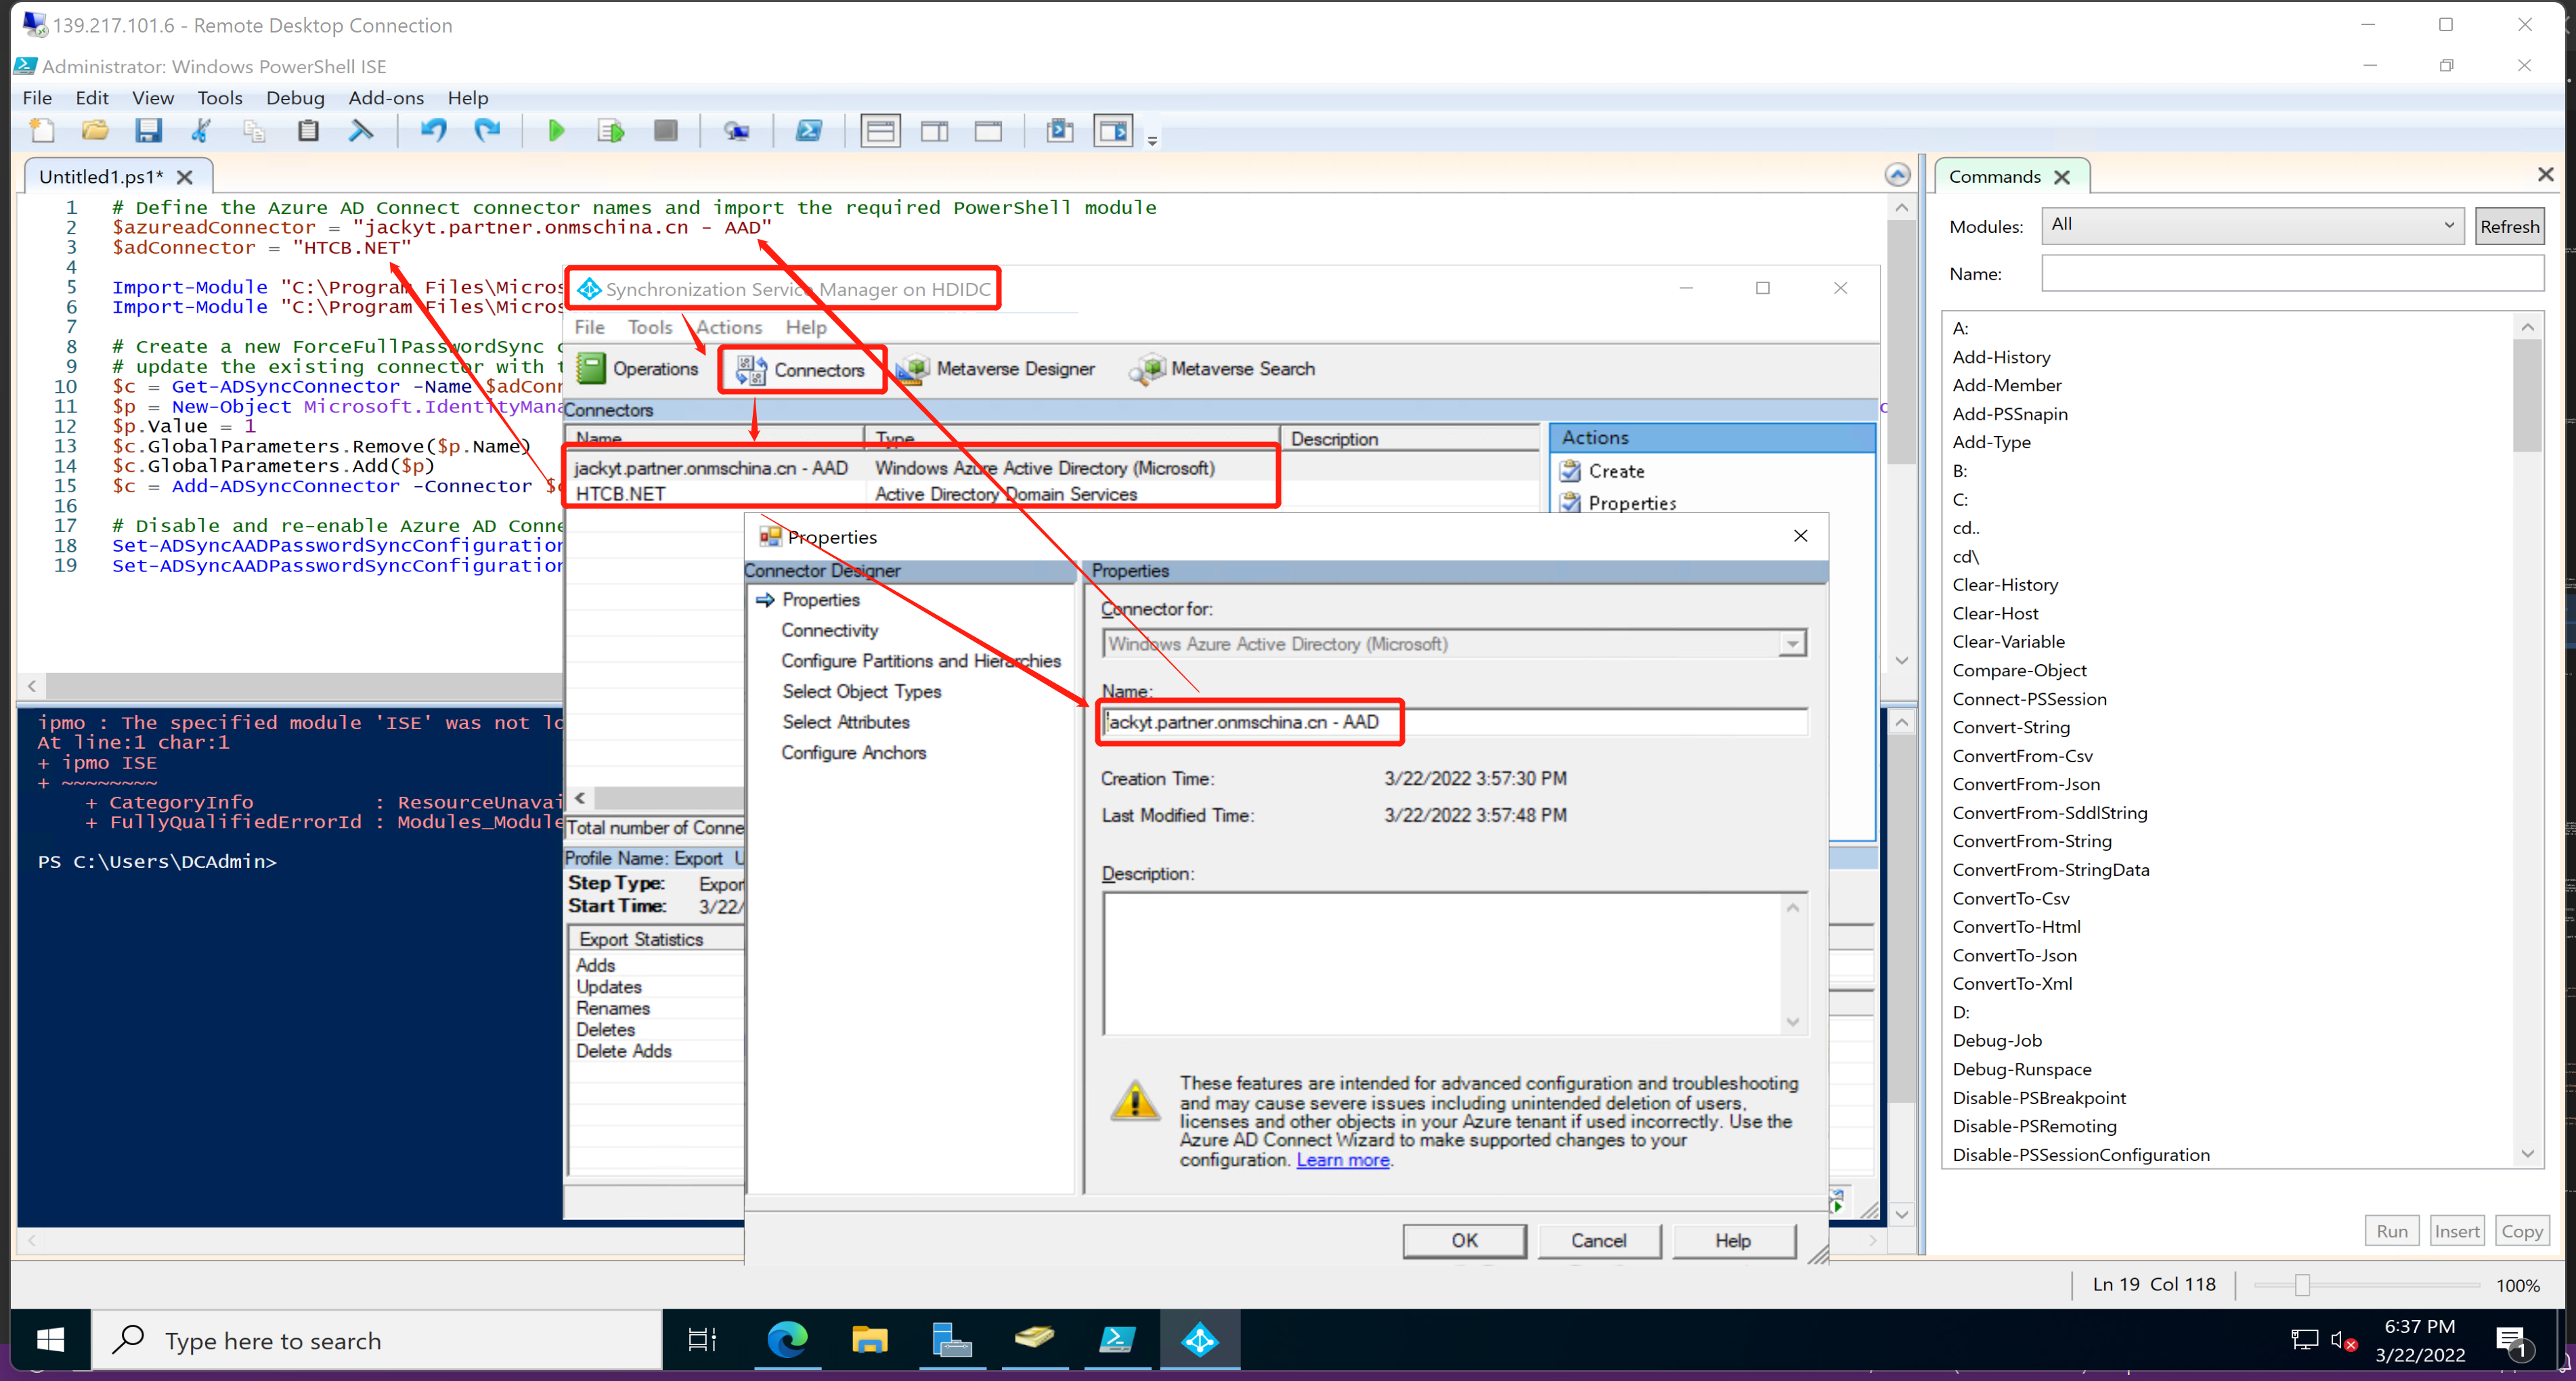 139.217.101.6 - Remote Desktop Connection
Administrator: Windows PowerShell ISE
File Edit View Tools Debug Add-ons Help
Untitled1.ps1*
1 # Define the Azure AD Connect connector names and import the required PowerShell module
2 $azureadConnector = "jackyt.partner.onmschina.cn - AAD"
3 $adConnector = "HTCB.NET"
4
5 Import-Module "C:\Program Files\Micros
6 Import-Module "C:\Program Files\Micros
7
8 # Create a new ForceFullPasswordSync c
9 # update the existing connector with t
10 $c = Get-ADSyncConnector -Name $adConn
11 $p = New-Object Microsoft.IdentityMana
12 $p.Value = 1
13 $c.GlobalParameters.Remove($p.Name)
14 $c.GlobalParameters.Add($p)
15 $c = Add-ADSyncConnector -Connector $c
16
17 # Disable and re-enable Azure AD Conne
18 Set-ADSyncAADPasswordSyncConfiguration
19 Set-ADSyncAADPasswordSyncConfiguration
ipmo : The specified module 'ISE' was not lo
At line:1 char:1
+ ipmo ISE
+ ~~~~~~~~
+ CategoryInfo : ResourceUnavai
+ FullyQualifiedErrorId : Modules_Module
PS C:\Users\DCAdmin>
Synchronization Service Manager on HDIDC
File Tools Actions Help
Operations Connectors Metaverse Designer Metaverse Search
Connectors
Name Type Description
jackyt.partner.onmschina.cn - AAD Windows Azure Active Directory (Microsoft)
HTCB.NET Active Directory Domain Services
Actions
Create
Properties
Total number of Conne
Profile Name: Export U
Step Type: Export
Start Time: 3/22/
Export Statistics
Adds
Updates
Renames
Deletes
Delete Adds
Properties
Connector Designer
Properties
Connectivity
Configure Partitions and Hierarchies
Select Object Types
Select Attributes
Configure Anchors
Properties
Connector for:
Windows Azure Active Directory (Microsoft)
Name:
jackyt.partner.onmschina.cn - AAD
Creation Time: 3/22/2022 3:57:30 PM
Last Modified Time: 3/22/2022 3:57:48 PM
Description:
These features are intended for advanced configuration and troubleshooting
and may cause severe issues including unintended deletion of users,
licenses and other objects in your Azure tenant if used incorrectly. Use the
Azure AD Connect Wizard to make supported changes to your
configuration. Learn more.
OK Cancel Help
Commands
Modules: All Refresh
Name:
A:
Add-History
Add-Member
Add-PSSnapin
Add-Type
B:
C:
cd..
cd\
Clear-History
Clear-Host
Clear-Variable
Compare-Object
Connect-PSSession
Convert-String
ConvertFrom-Csv
ConvertFrom-Json
ConvertFrom-SddlString
ConvertFrom-String
ConvertFrom-StringData
ConvertTo-Csv
ConvertTo-Html
ConvertTo-Json
ConvertTo-Xml
D:
Debug-Job
Debug-Runspace
Disable-PSBreakpoint
Disable-PSRemoting
Disable-PSSessionConfiguration
Run Insert Copy
Ln 19 Col 118 100%
Type here to search
6:37 PM
3/22/2022
1